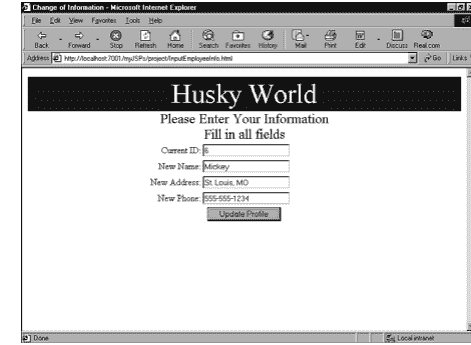 Change of Information - Microsoft Internet Explorer
File Edit View Favorites Tools Help
Back Forward Stop Refresh Home Search Favorites History Mail Print Edit Discuss Real.com
Address http://localhost:7001/myJSPs/project/InputEmployeeInfo.html Go Links
Husky World
Please Enter Your Information
Fill in all fields
Current ID: 6
New Name: Mickey
New Address: St. Louis, MO
New Phone: 555-555-1234
Update Profile
Done Local intranet